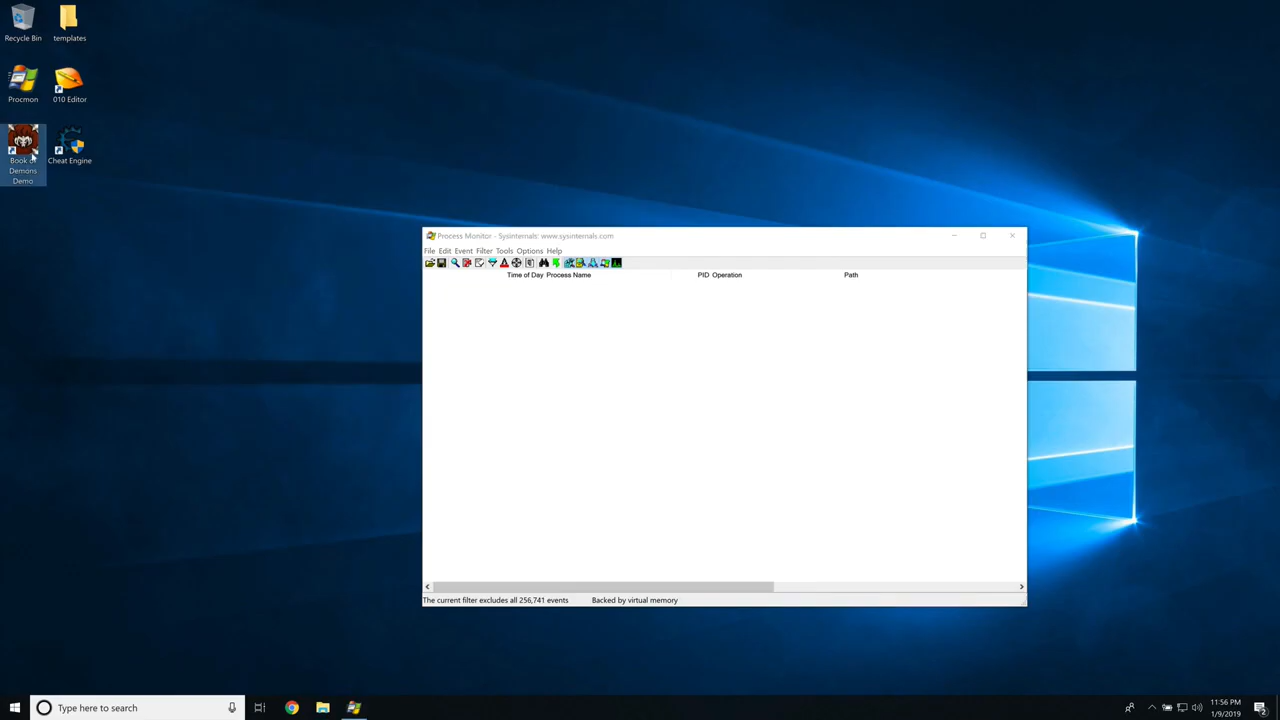 Recycle Bin
templates
Procmon
010 Editor
Book of
Demons
Demo
Cheat Engine
Process Monitor - Sysinternals: www.sysinternals.com
File Edit Event Filter Tools Options Help
Time of Day Process Name PID Operation Path
The current filter excludes all 256,741 events Backed by virtual memory
Type here to search
11:56 PM
1/9/2019
2